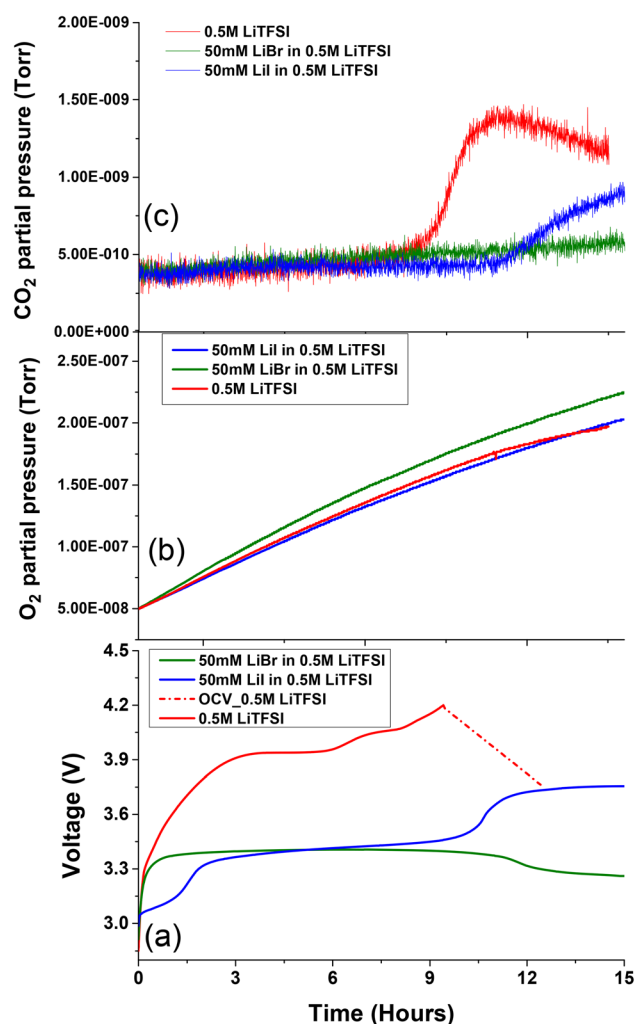 2.00E-009
0.5M LiTFSI
50mM LiBr in 0.5M LiTFSI
50mM LiI in 0.5M LiTFSI
1.50E-009
1.00E-009
5.00E-010
0.00E+000
CO2 partial pressure (Torr)
(c)
50mM LiI in 0.5M LiTFSI
50mM LiBr in 0.5M LiTFSI
0.5M LiTFSI
2.50E-007
2.00E-007
1.50E-007
1.00E-007
5.00E-008
O2 partial pressure (Torr)
(b)
4.5
50mM LiBr in 0.5M LiTFSI
50mM LiI in 0.5M LiTFSI
OCV_0.5M LiTFSI
0.5M LiTFSI
4.2
3.9
3.6
3.3
3.0
Voltage (V)
(a)
0 3 6 9 12 15
Time (Hours)